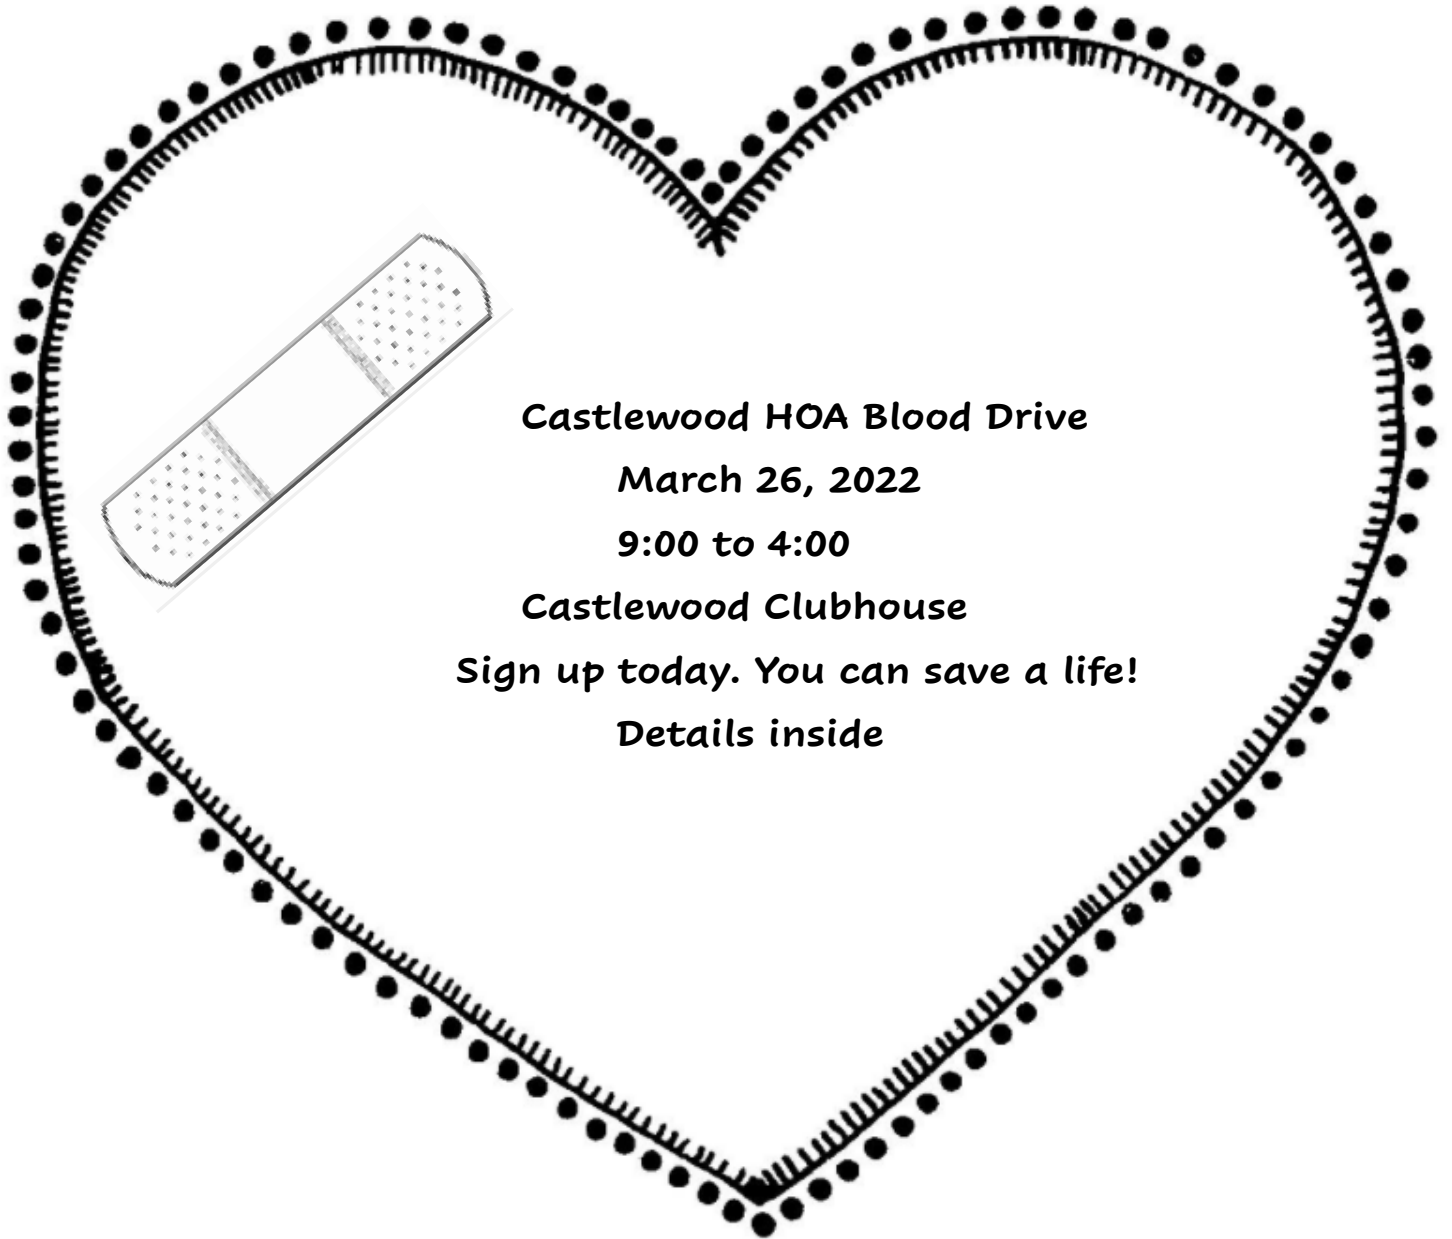 Castlewood HOA Blood Drive
March 26, 2022
9:00 to 4:00
Castlewood Clubhouse
Sign up today. You can save a life!
Details inside